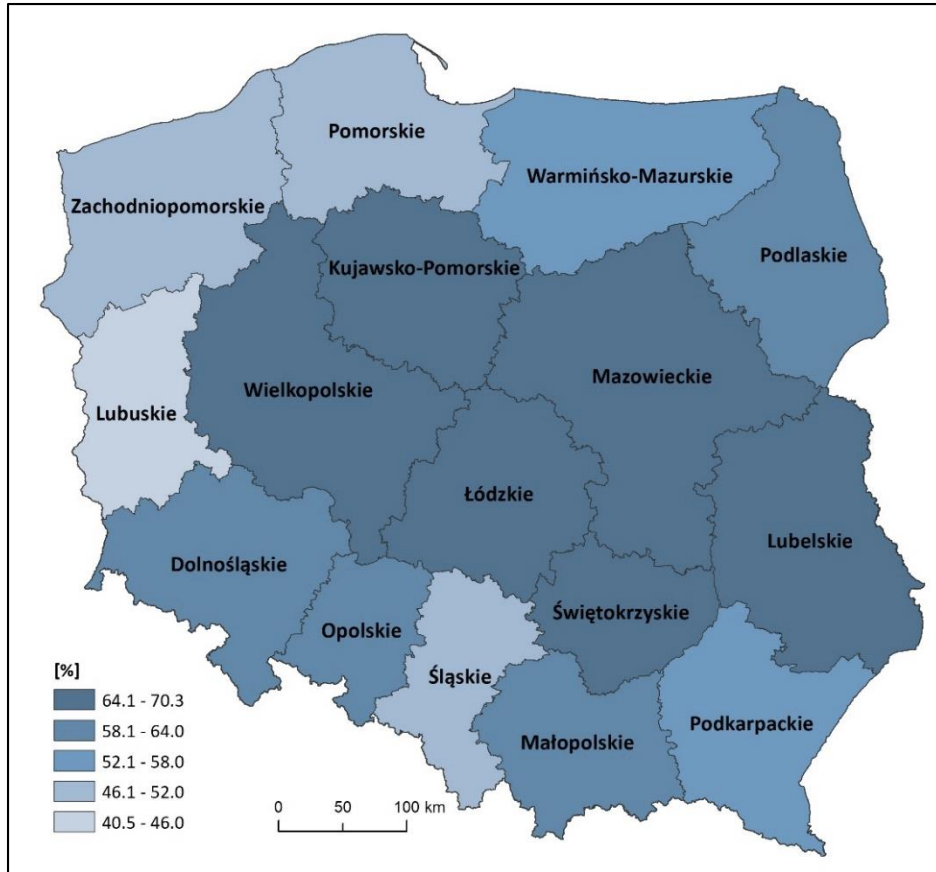 Pomorskie
Warmińsko-Mazurskie
Zachodniopomorskie
Podlaskie
Kujawsko-Pomorskie
Mazowieckie
Wielkopolskie
Lubuskie
Łódzkie
Lubelskie
Dolnośląskie
Świętokrzyskie
Opolskie
Śląskie
Podkarpackie
Małopolskie
[%]
64.1 - 70.3
58.1 - 64.0
52.1 - 58.0
46.1 - 52.0
40.5 - 46.0
0 50 100 km